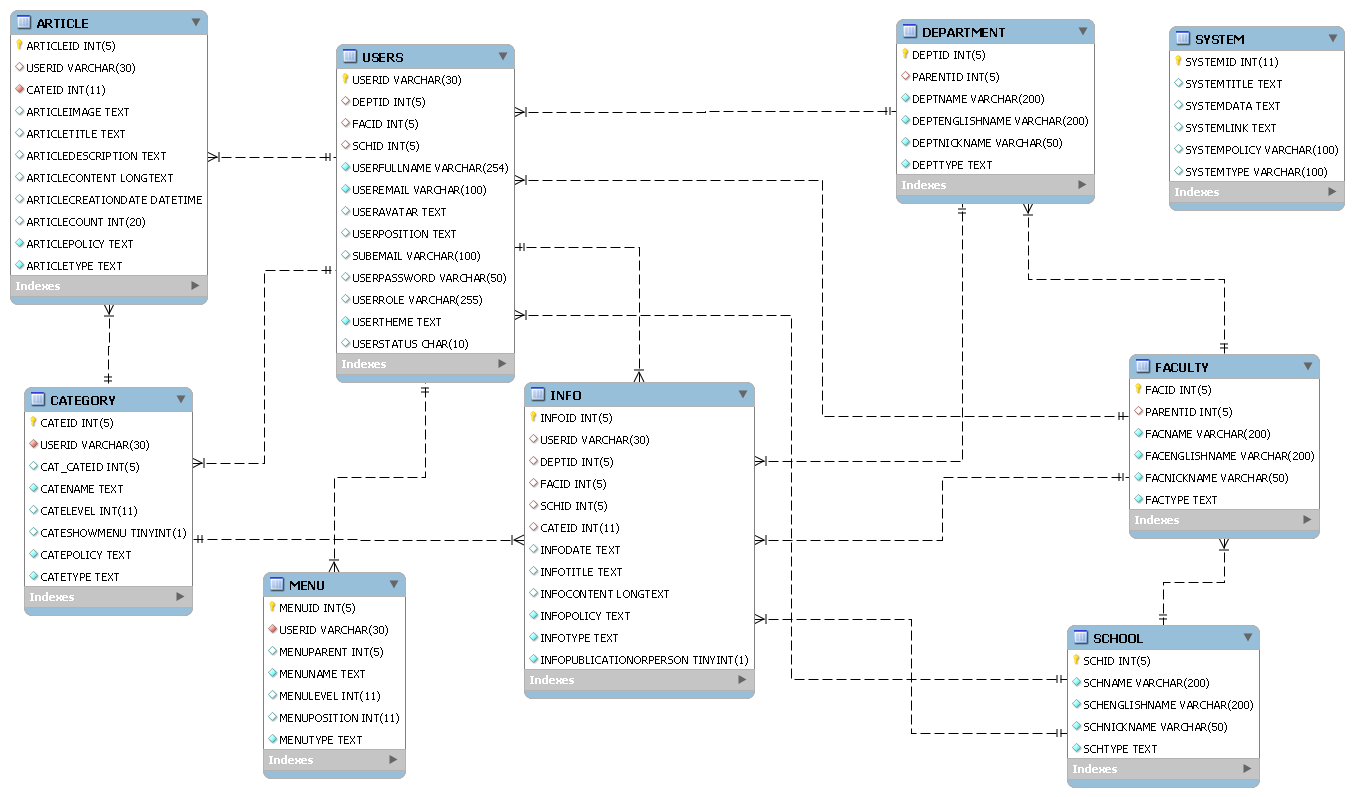 ARTICLE
ARTICLEID INT(5)
USERID VARCHAR(30)
CATEID INT(11)
ARTICLEIMAGE TEXT
ARTICLETITLE TEXT
ARTICLEDESCRIPTION TEXT
ARTICLECONTENT LONGTEXT
ARTICLECREATIONDATE DATETIME
ARTICLECOUNT INT(20)
ARTICLEPOLICY TEXT
ARTICLETYPE TEXT
Indexes
USERS
USERID VARCHAR(30)
DEPTID INT(5)
FACID INT(5)
SCHID INT(5)
USERFULLNAME VARCHAR(254)
USEREMAIL VARCHAR(100)
USERAVATAR TEXT
USERPOSITION TEXT
SUBEMAIL VARCHAR(100)
USERPASSWORD VARCHAR(50)
USERROLE VARCHAR(255)
USERTHEME TEXT
USERSTATUS CHAR(10)
Indexes
DEPARTMENT
DEPTID INT(5)
PARENTID INT(5)
DEPTNAME VARCHAR(200)
DEPTENGLISHNAME VARCHAR(200)
DEPTNICKNAME VARCHAR(50)
DEPTTYPE TEXT
Indexes
SYSTEM
SYSTEMID INT(11)
SYSTEMTITLE TEXT
SYSTEMDATA TEXT
SYSTEMLINK TEXT
SYSTEMPOLICY VARCHAR(100)
SYSTEMTYPE VARCHAR(100)
Indexes
CATEGORY
CATEID INT(5)
USERID VARCHAR(30)
CAT_CATEID INT(5)
CATENAME TEXT
CATELEVEL INT(11)
CATESHOWMENU TINYINT(1)
CATEPOLICY TEXT
CATETYPE TEXT
Indexes
INFO
INFOID INT(5)
USERID VARCHAR(30)
DEPTID INT(5)
FACID INT(5)
SCHID INT(5)
CATEID INT(11)
INFODATE TEXT
INFOTITLE TEXT
INFOCONTENT LONGTEXT
INFOPOLICY TEXT
INFOTYPE TEXT
INFOPUBLICATIONORPERSON TINYINT(1)
Indexes
FACULTY
FACID INT(5)
PARENTID INT(5)
FACNAME VARCHAR(200)
FACENGLISHNAME VARCHAR(200)
FACNICKNAME VARCHAR(50)
FACTYPE TEXT
Indexes
MENU
MENUID INT(5)
USERID VARCHAR(30)
MENUPARENT INT(5)
MENUNAME TEXT
MENULEVEL INT(11)
MENUPOSITION INT(11)
MENUTYPE TEXT
Indexes
SCHOOL
SCHID INT(5)
SCHNAME VARCHAR(200)
SCHENGLISHNAME VARCHAR(200)
SCHNICKNAME VARCHAR(50)
SCHTYPE TEXT
Indexes